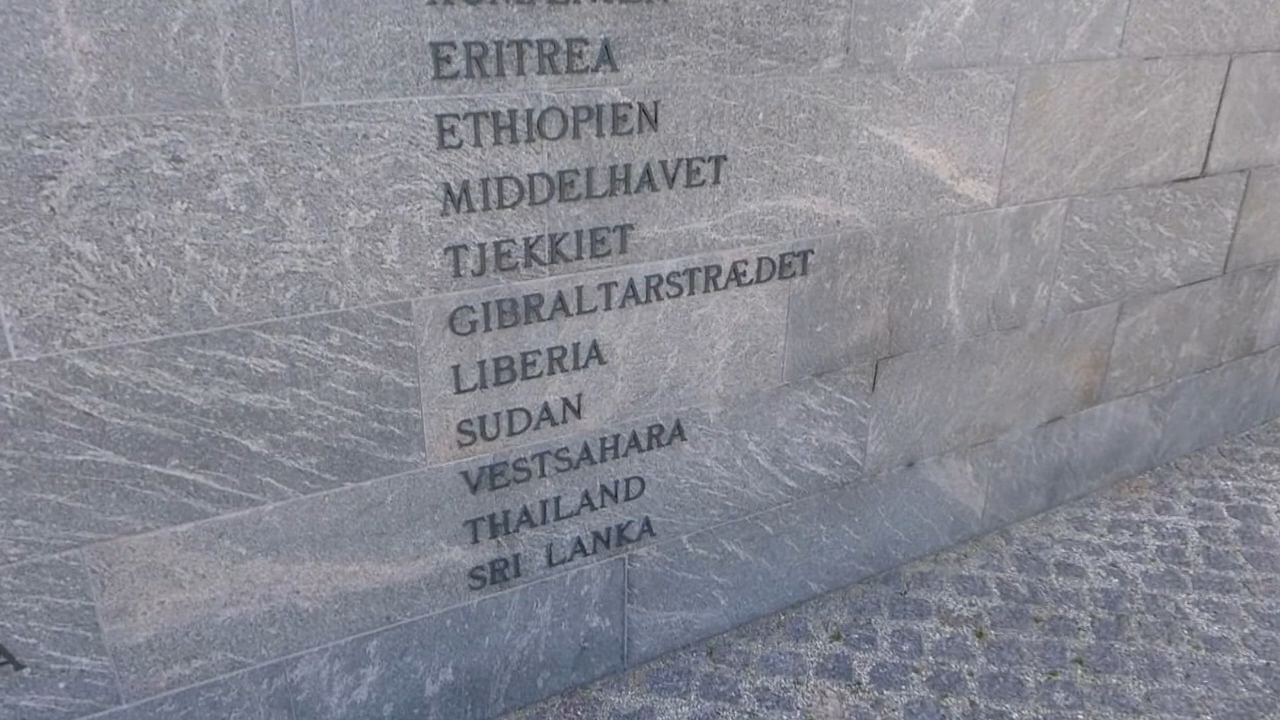 ERITREA
ETHIOPIEN
MIDDELHAVET
TJEKKIET
GIBRALTARSTRÆDET
LIBERIA
SUDAN
VESTSAHARA
THAILAND
SRI LANKA